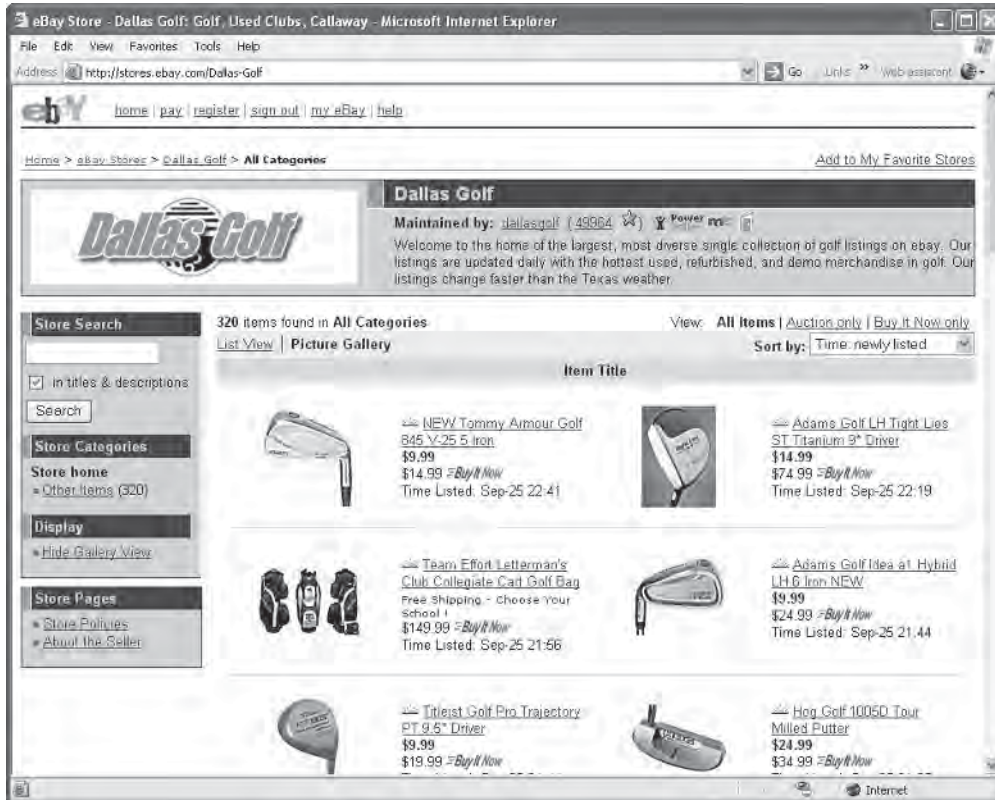 eBay Store - Dallas Golf: Golf, Used Clubs, Callaway - Microsoft Internet Explorer
File Edit View Favorites Tools Help
Address http://stores.ebay.com/Dallas-Golf Go Links » Web assistant
ebY home | pay | register | sign out | my eBay | help
Home > eBay Stores > Dallas Golf > All Categories Add to My Favorite Stores
Dallas Golf
Dallas Golf
Maintained by: dallasgolf ( 49964 ) Power me
Welcome to the home of the largest, most diverse single collection of golf listings on ebay. Our
listings are updated daily with the hottest used, refurbished, and demo merchandise in golf. Our
listings change faster than the Texas weather.
Store Search
in titles & descriptions
Search
Store Categories
Store home
Other Items (320)
Display
Hide Gallery View
Store Pages
Store Policies
About the Seller
320 items found in All Categories View: All Items | Auction only | Buy It Now only
List View | Picture Gallery Sort by: Time: newly listed
Item Title
NEW Tommy Armour Golf
845 V-25 5 Iron
$9.99
$14.99 =Buy It Now
Time Listed: Sep-25 22:41
Adams Golf LH Tight Lies
ST Titanium 9° Driver
$14.99
$74.99 =Buy It Now
Time Listed: Sep-25 22:19
Team Effort Letterman's
Club Collegiate Cart Golf Bag
Free Shipping - Choose Your
School !
$149.99 =Buy It Now
Time Listed: Sep-25 21:56
Adams Golf Idea a1 Hybrid
LH 6 Iron NEW
$9.99
$24.99 =Buy It Now
Time Listed: Sep-25 21:44
Titleist Golf Pro Trajectory
PT 9.5° Driver
$9.99
$19.99 =Buy It Now
Hog Golf 1005D Tour
Milled Putter
$24.99
$34.99 =Buy It Now
Internet